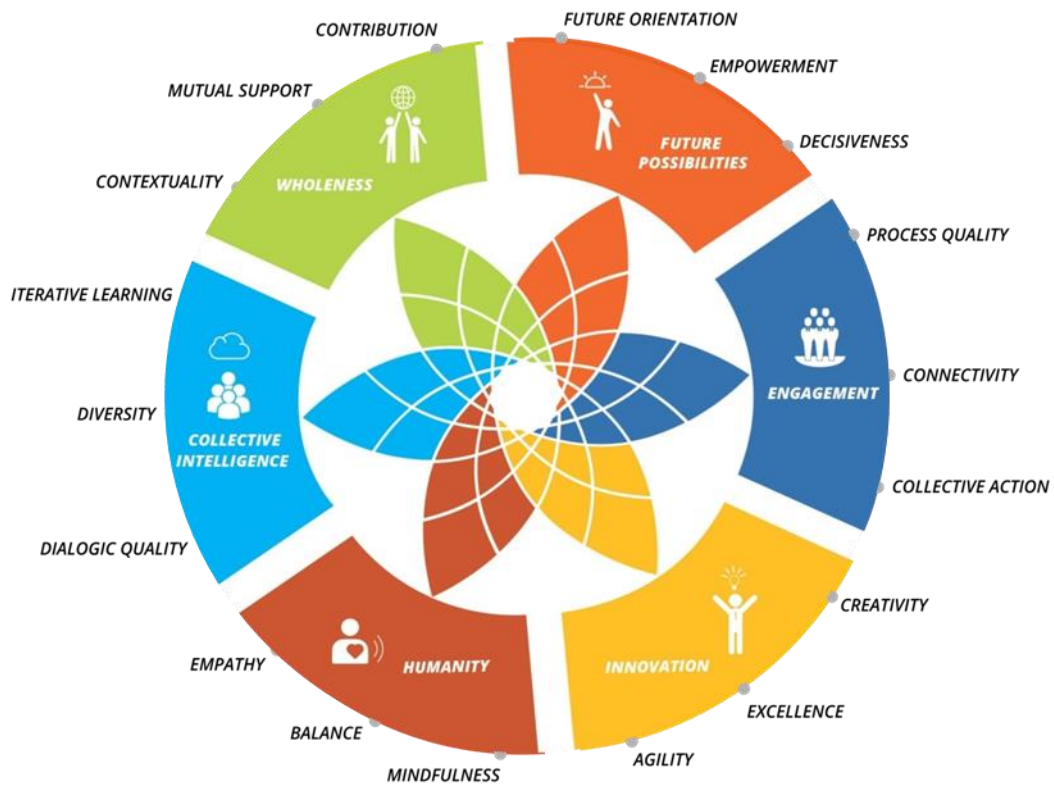 FUTURE ORIENTATION
EMPOWERMENT
DECISIVENESS
FUTURE
POSSIBILITIES
PROCESS QUALITY
CONNECTIVITY
COLLECTIVE ACTION
ENGAGEMENT
CREATIVITY
EXCELLENCE
AGILITY
INNOVATION
MINDFULNESS
BALANCE
EMPATHY
HUMANITY
DIALOGIC QUALITY
DIVERSITY
ITERATIVE LEARNING
COLLECTIVE
INTELLIGENCE
CONTEXTUALITY
MUTUAL SUPPORT
CONTRIBUTION
WHOLENESS